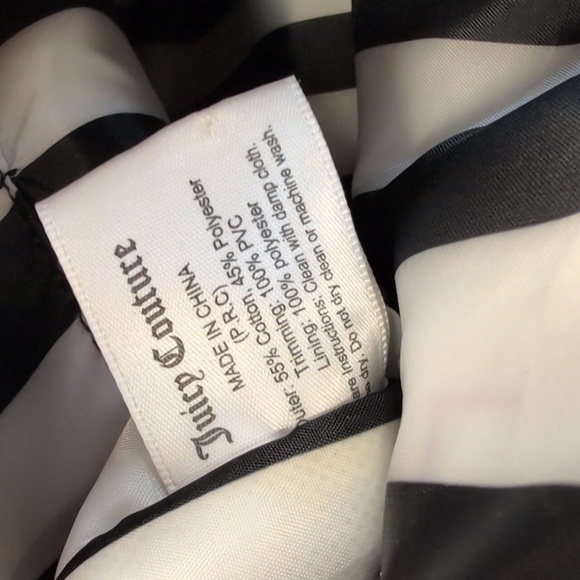 Juicy Couture
MADE IN CHINA
(P.R.C)
Outer: 55% Cotton, 45% Polyester
Trimming: 100% PVC
Lining: 100% polyester
Care Instructions: Clean with damp cloth.
dry. Do not dry clean or machine wash.